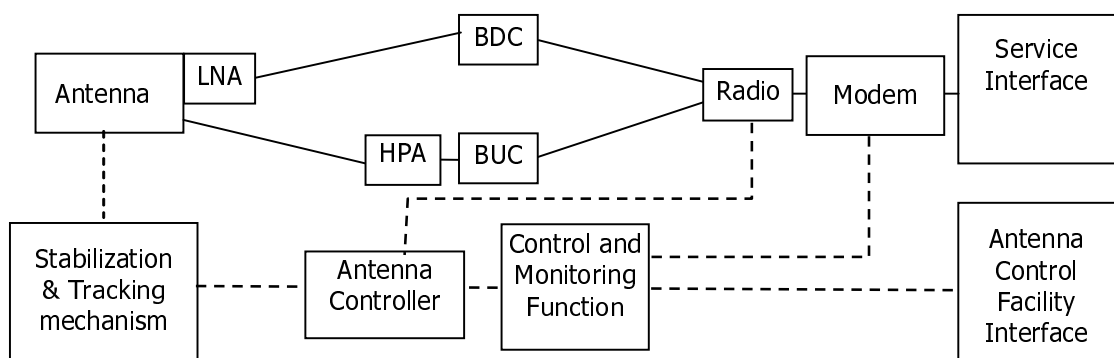 BDC
Service
Interface
LNA
Antenna
Radio
Modem
HPA
BUC
Stabilization
& Tracking
mechanism
Antenna
Controller
Control and
Monitoring
Function
Antenna
Control
Facility
Interface